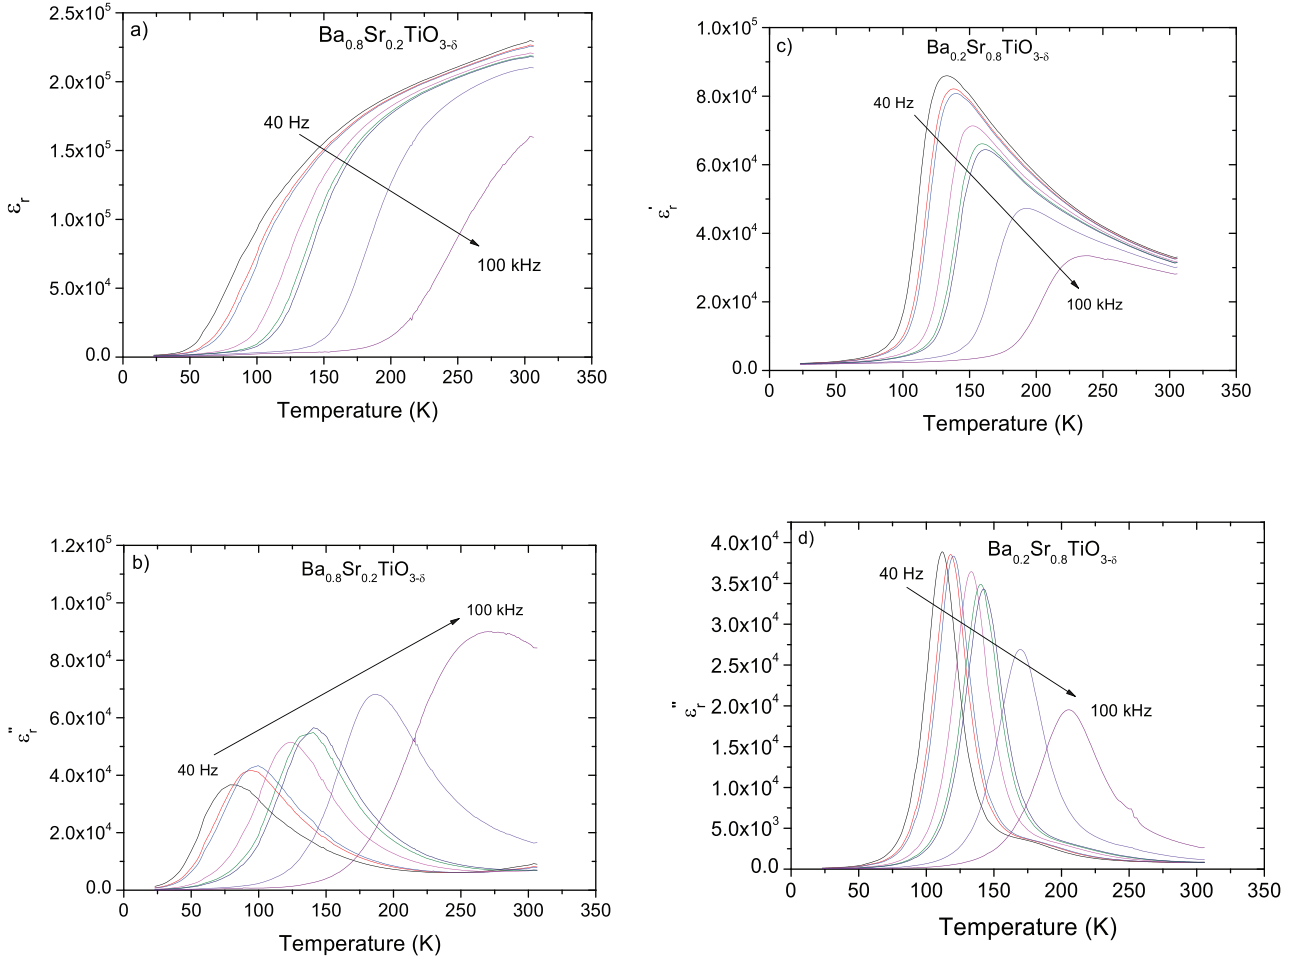 a)
Ba0.8Sr0.2TiO3-δ
2.5x10^5
2.0x10^5
1.5x10^5
1.0x10^5
5.0x10^4
0.0
εr
40 Hz
100 kHz
0 50 100 150 200 250 300 350
Temperature (K)
c)
Ba0.2Sr0.8TiO3-δ
1.0x10^5
8.0x10^4
6.0x10^4
4.0x10^4
2.0x10^4
0.0
εr'
40 Hz
100 kHz
0 50 100 150 200 250 300 350
Temperature (K)
b)
Ba0.8Sr0.2TiO3-δ
1.2x10^5
1.0x10^5
8.0x10^4
6.0x10^4
4.0x10^4
2.0x10^4
0.0
εr''
100 kHz
40 Hz
0 50 100 150 200 250 300 350
Temperature (K)
d)
Ba0.2Sr0.8TiO3-δ
4.0x10^4
3.5x10^4
3.0x10^4
2.5x10^4
2.0x10^4
1.5x10^4
1.0x10^4
5.0x10^3
0.0
εr''
40 Hz
100 kHz
0 50 100 150 200 250 300 350
Temperature (K)